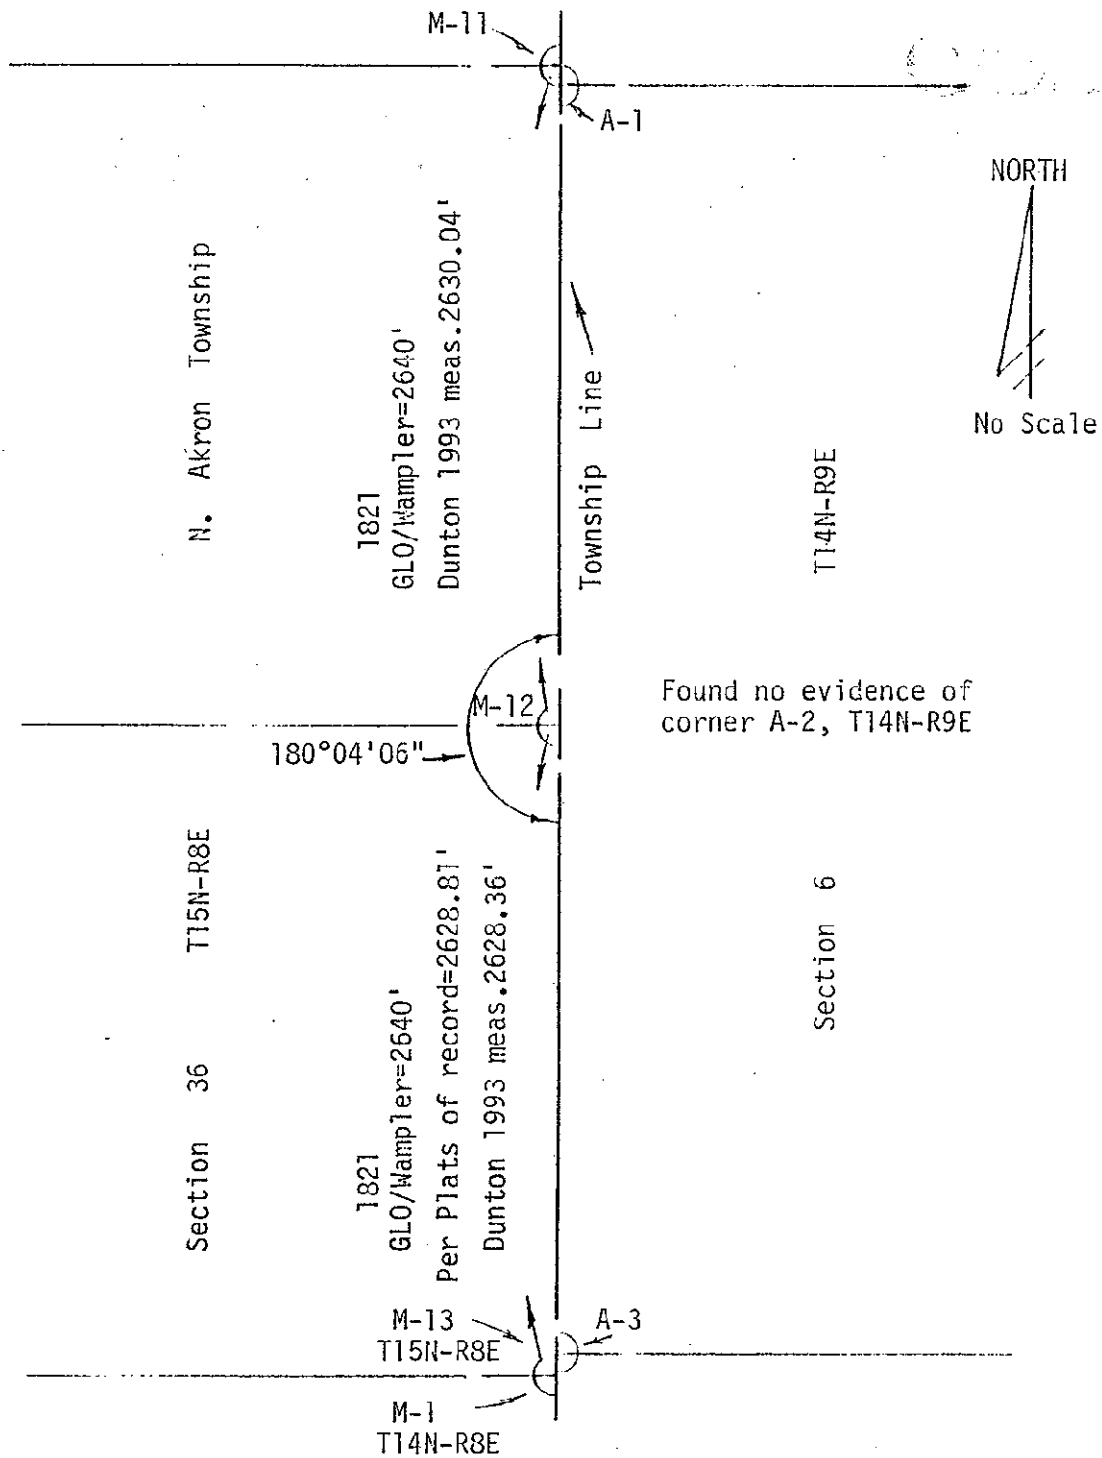 M-11
A-1
NORTH
No Scale
N. Akron Township
1821
GLO/Wampler=2640'
Dunton 1993 meas.2630.04'
Township Line
T14N-R9E
M-12
180°04'06"
Found no evidence of
corner A-2, T14N-R9E
Section 36 T15N-R8E
1821
GLO/Wampler=2640'
Per Plats of record=2628.81'
Dunton 1993 meas.2628.36'
Section 6
M-13
T15N-R8E
A-3
M-1
T14N-R8E